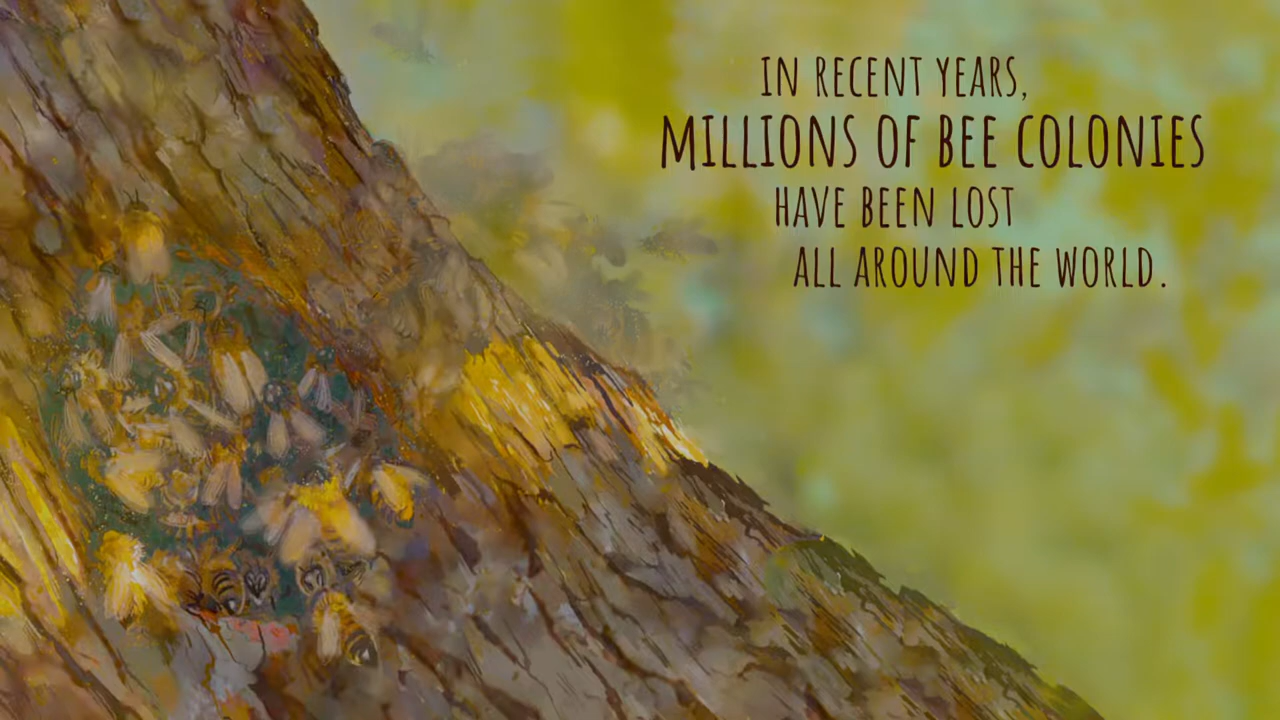 IN RECENT YEARS,
MILLIONS OF BEE COLONIES
HAVE BEEN LOST
ALL AROUND THE WORLD.